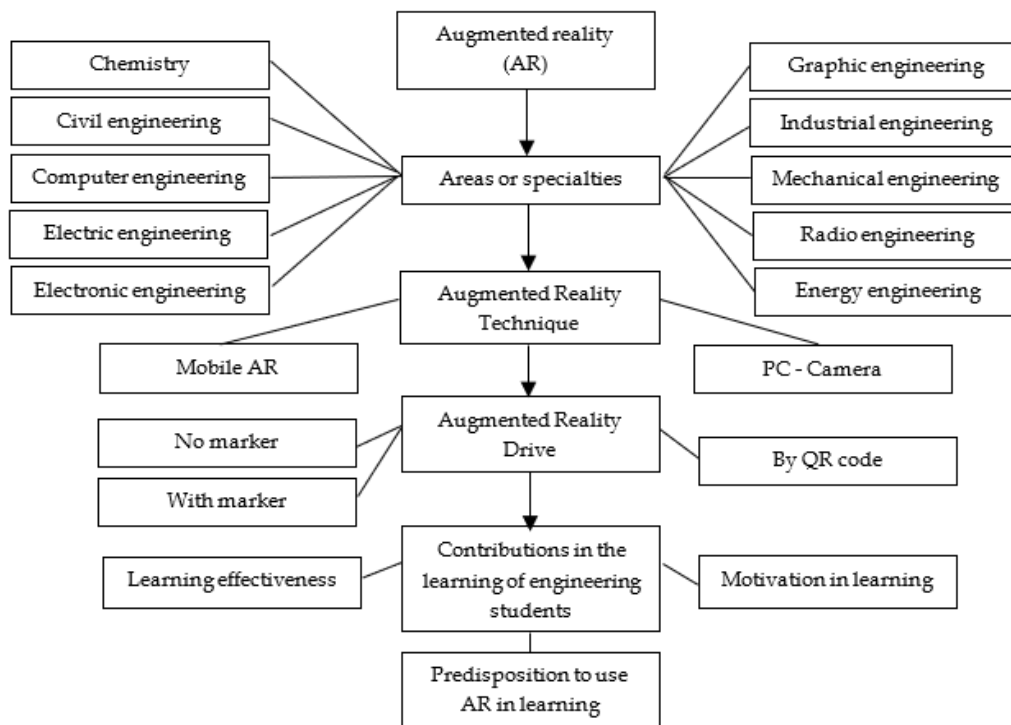 Augmented reality
(AR)
Chemistry
Graphic engineering
Civil engineering
Industrial engineering
Computer engineering
Areas or specialties
Mechanical engineering
Electric engineering
Radio engineering
Electronic engineering
Energy engineering
Augmented Reality
Technique
Mobile AR
PC - Camera
Augmented Reality
Drive
No marker
By QR code
With marker
Contributions in the
learning of engineering
students
Learning effectiveness
Motivation in learning
Predisposition to use
AR in learning